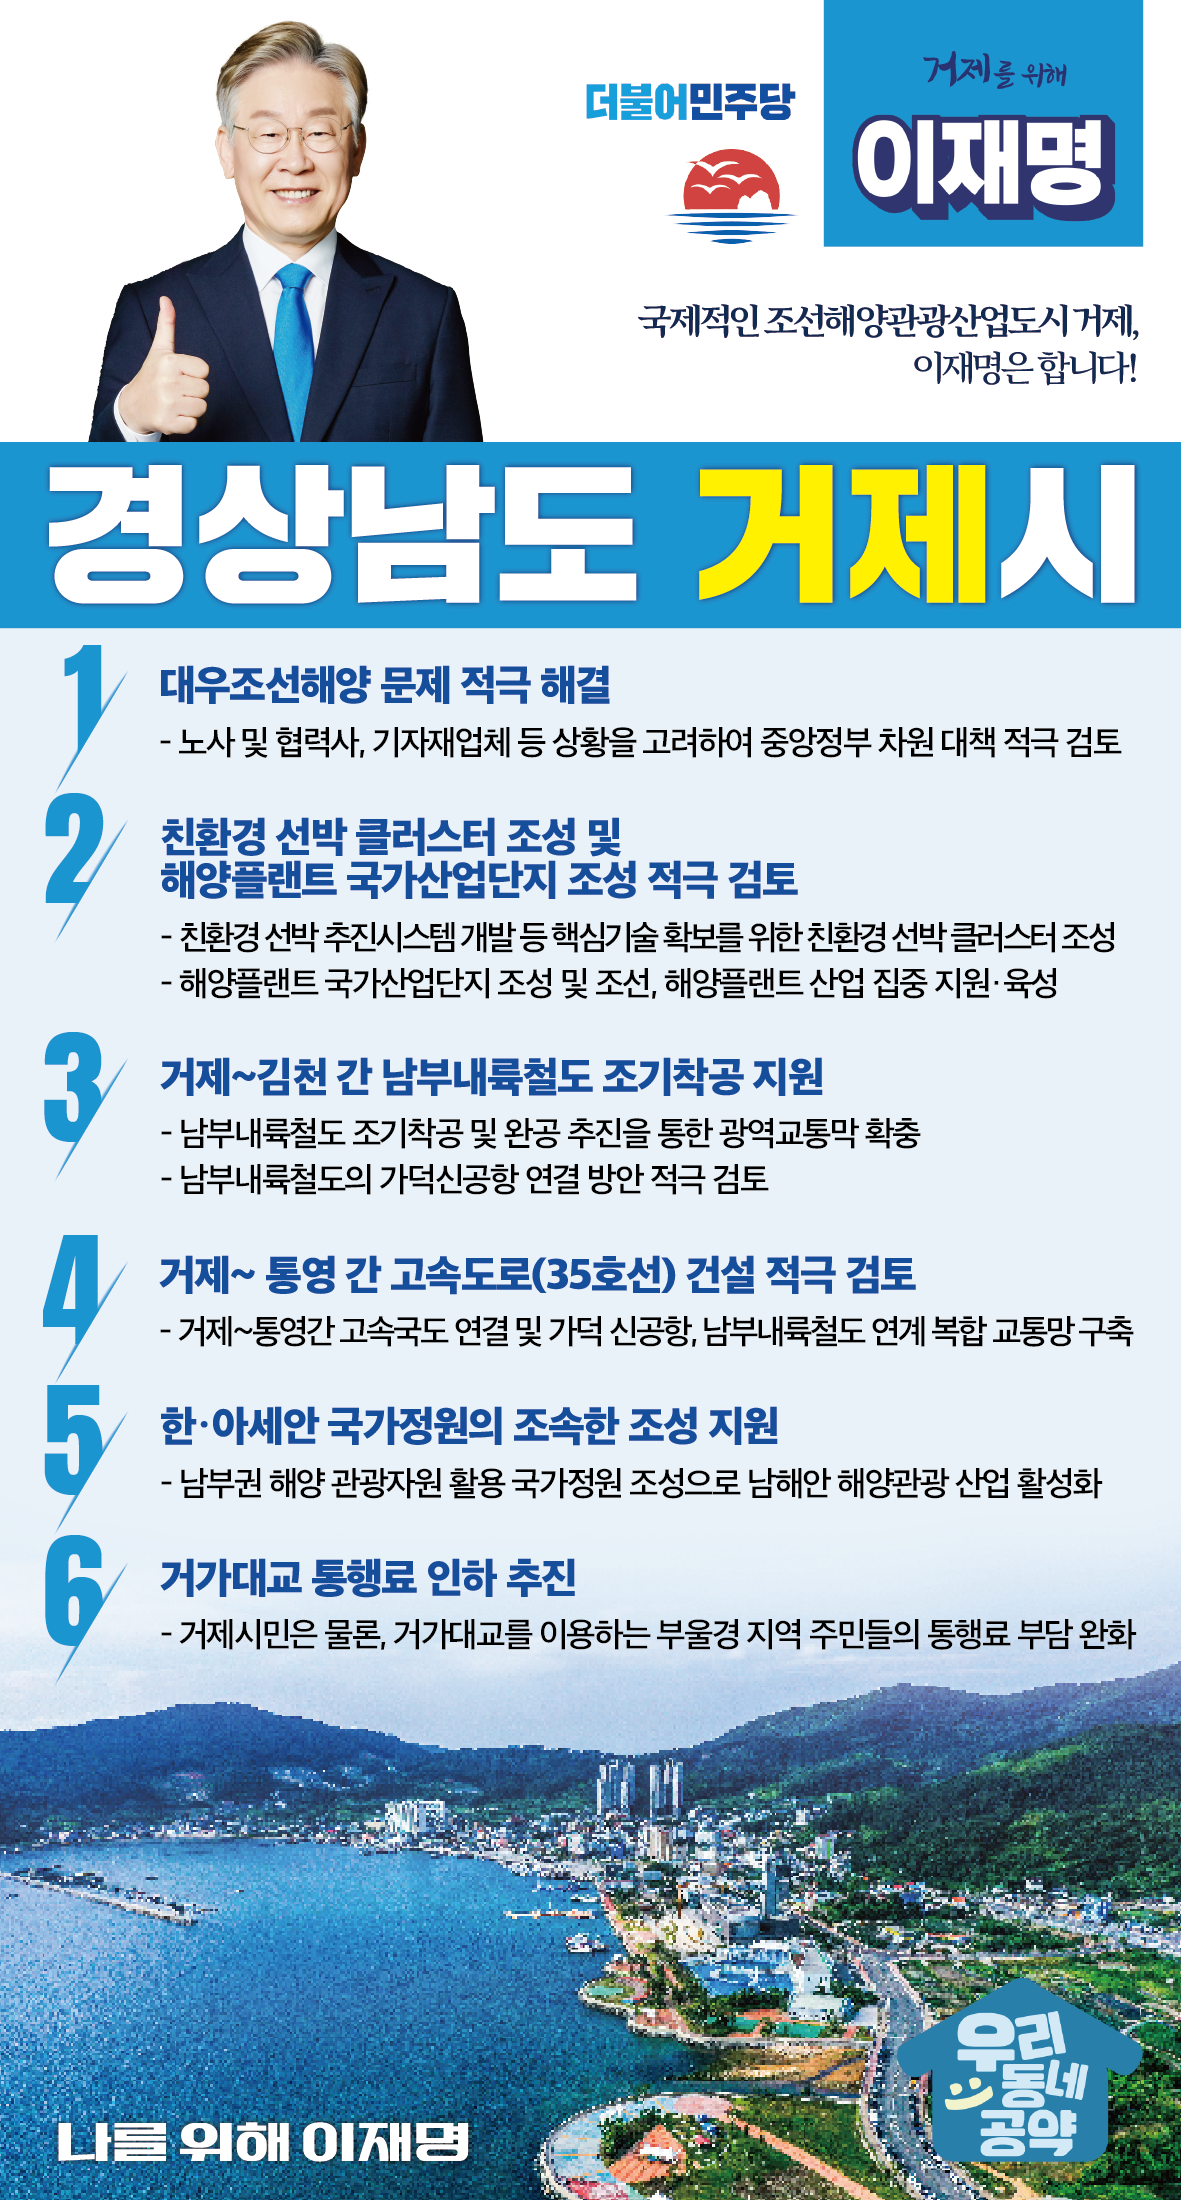 더불어민주당
거제를 위해
이재명
국제적인 조선해양관광산업도시 거제,
이재명은 합니다!
경상남도 거제시
1
대우조선해양 문제 적극 해결
- 노사 및 협력사, 기자재업체 등 상황을 고려하여 중앙정부 차원 대책 적극 검토
2
친환경 선박 클러스터 조성 및
해양플랜트 국가산업단지 조성 적극 검토
- 친환경 선박 추진시스템 개발 등 핵심기술 확보를 위한 친환경 선박 클러스터 조성
- 해양플랜트 국가산업단지 조성 및 조선, 해양플랜트 산업 집중 지원·육성
3
거제~김천 간 남부내륙철도 조기착공 지원
- 남부내륙철도 조기착공 및 완공 추진을 통한 광역교통막 확충
- 남부내륙철도의 가덕신공항 연결 방안 적극 검토
4
거제~ 통영 간 고속도로(35호선) 건설 적극 검토
- 거제~통영간 고속국도 연결 및 가덕 신공항, 남부내륙철도 연계 복합 교통망 구축
5
한·아세안 국가정원의 조속한 조성 지원
- 남부권 해양 관광자원 활용 국가정원 조성으로 남해안 해양관광 산업 활성화
6
거가대교 통행료 인하 추진
- 거제시민은 물론, 거가대교를 이용하는 부울경 지역 주민들의 통행료 부담 완화
우리
동네
공약
나를 위해 이재명